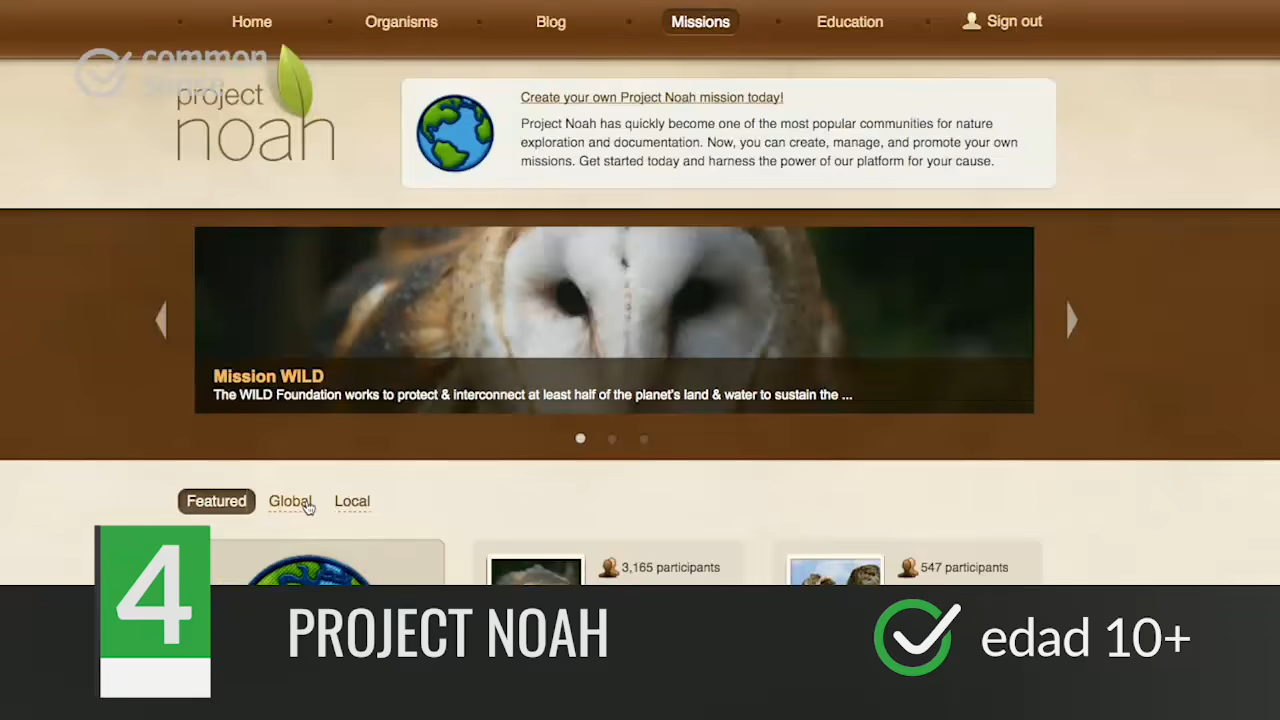 Home
Organisms
Blog
Missions
Education
Sign out
common
sense
project
noah
Create your own Project Noah mission today!
Project Noah has quickly become one of the most popular communities for nature
exploration and documentation. Now, you can create, manage, and promote your own
missions. Get started today and harness the power of our platform for your cause.
Mission WILD
The WILD Foundation works to protect & interconnect at least half of the planet's land & water to sustain the ...
Featured
Global
Local
3,165 participants
547 participants
4
PROJECT NOAH
edad 10+